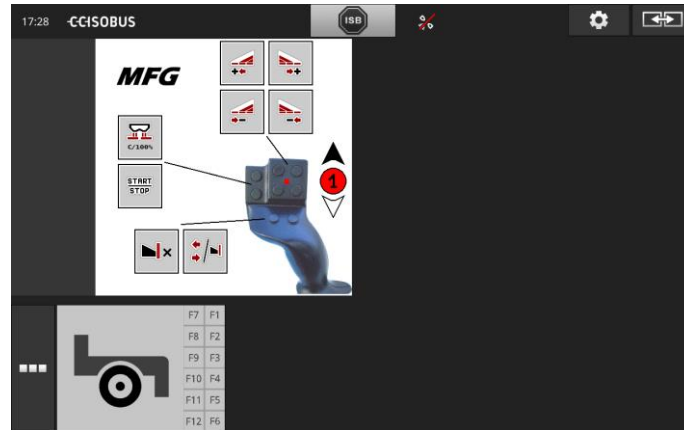 17:28 CCISOBUS ISB
MFG
C/100%
START
STOP
1
F7 F1
F8 F2
F9 F3
F10 F4
F11 F5
F12 F6